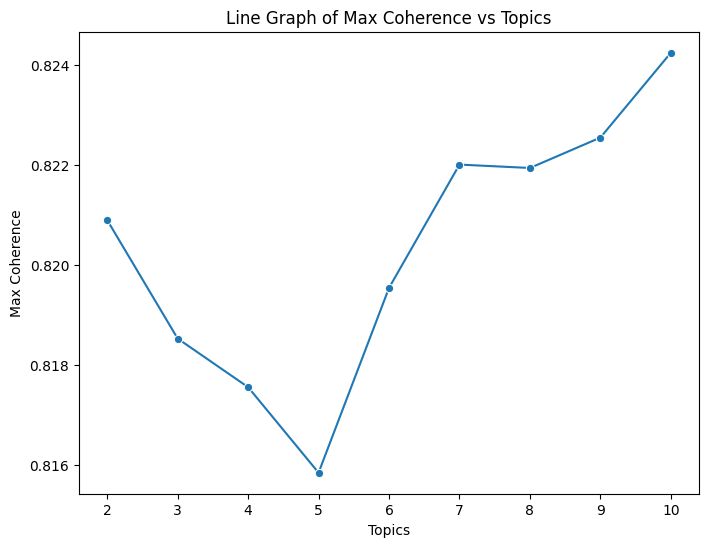 Line Graph of Max Coherence vs Topics
Max Coherence
0.824
0.822
0.820
0.818
0.816
2 3 4 5 6 7 8 9 10
Topics